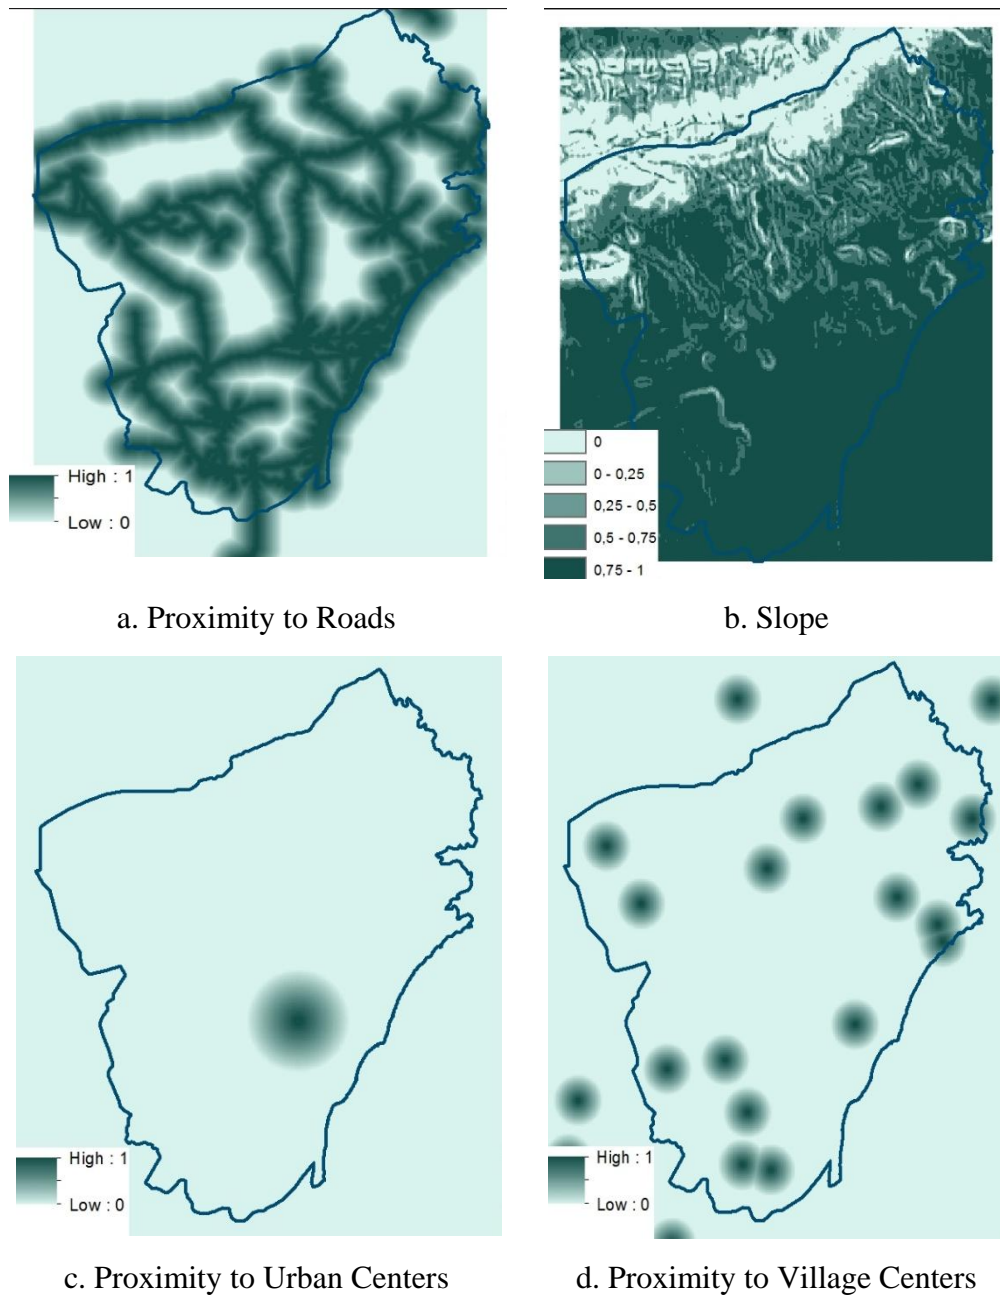 High : 1
Low : 0
a. Proximity to Roads
0
0 - 0,25
0,25 - 0,5
0,5 - 0,75
0,75 - 1
b. Slope
High : 1
Low : 0
c. Proximity to Urban Centers
High : 1
Low : 0
d. Proximity to Village Centers